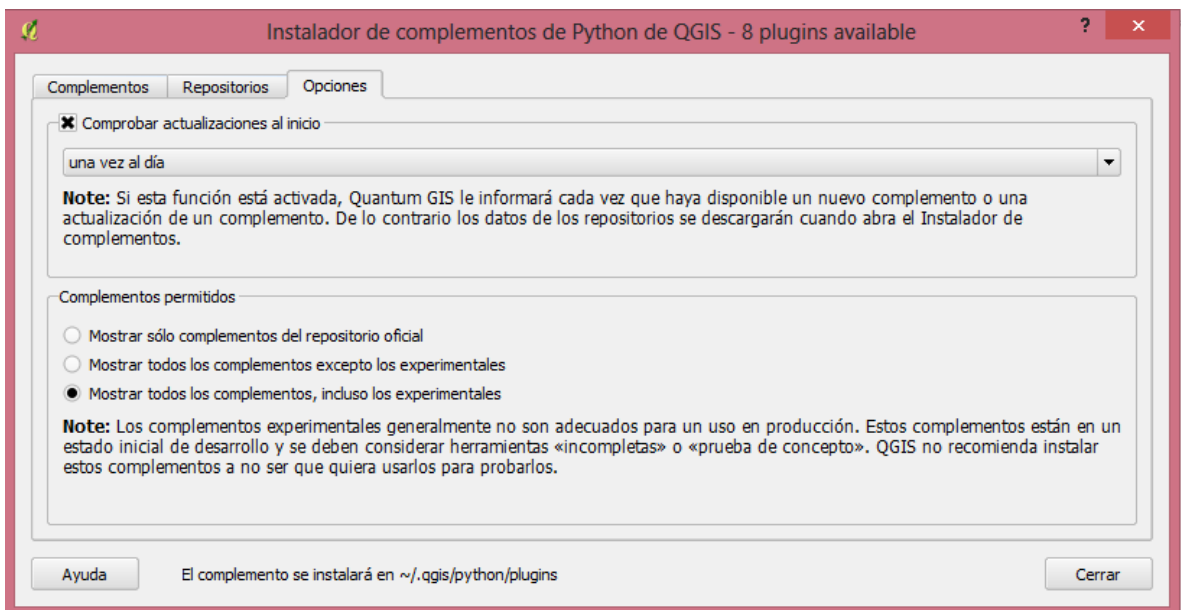 Instalador de complementos de Python de QGIS - 8 plugins available
?
Complementos
Repositorios
Opciones
Comprobar actualizaciones al inicio
una vez al día
Note: Si esta función está activada, Quantum GIS le informará cada vez que haya disponible un nuevo complemento o una
actualización de un complemento. De lo contrario los datos de los repositorios se descargarán cuando abra el Instalador de
complementos.
Complementos permitidos
Mostrar sólo complementos del repositorio oficial
Mostrar todos los complementos excepto los experimentales
Mostrar todos los complementos, incluso los experimentales
Note: Los complementos experimentales generalmente no son adecuados para un uso en producción. Estos complementos están en un
estado inicial de desarrollo y se deben considerar herramientas «incompletas» o «prueba de concepto». QGIS no recomienda instalar
estos complementos a no ser que quiera usarlos para probarlos.
Ayuda
El complemento se instalará en ~/.qgis/python/plugins
Cerrar